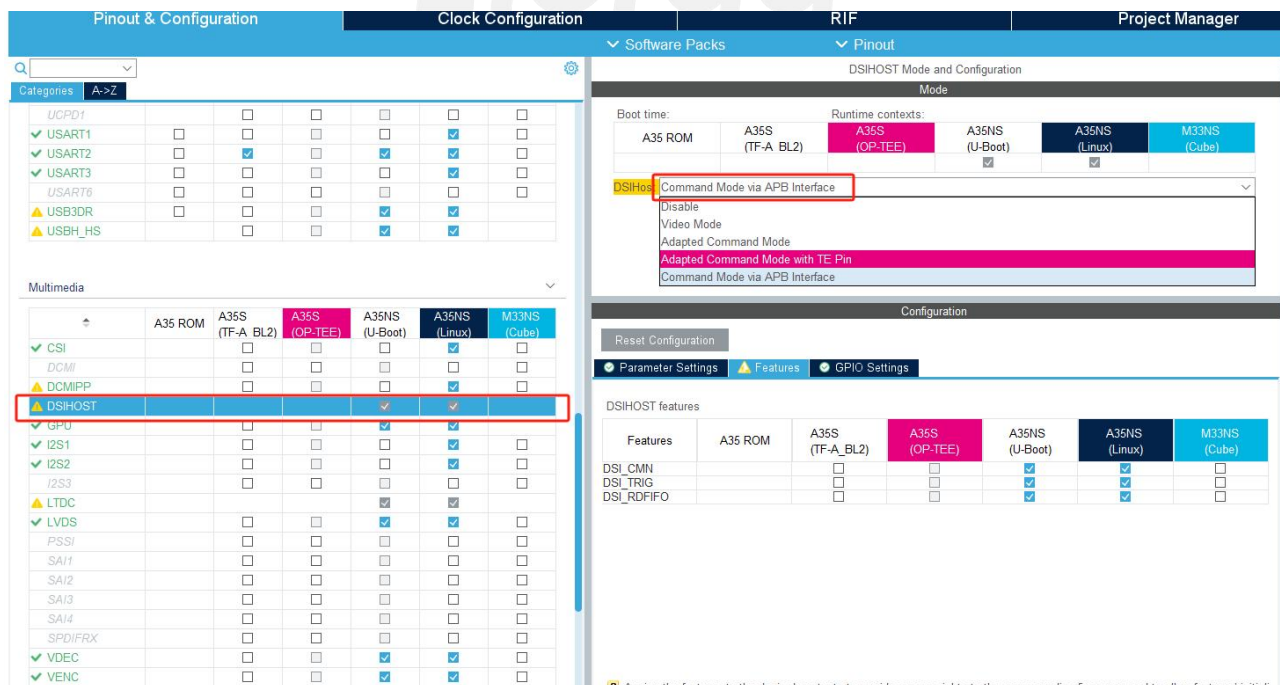 Pinout & Configuration Clock Configuration RIF Project Manager
Software Packs Pinout
Categories A->Z
UCPD1
USART1
USART2
USART3
USART6
USB3DR
USBH_HS
Multimedia
A35 ROM A35S (TF-A BL2) A35S (OP-TEE) A35NS (U-Boot) A35NS (Linux) M33NS (Cube)
CSI
DCMI
DCMIPP
DSIHOST
GPU
I2S1
I2S2
I2S3
LTDC
LVDS
PSSI
SAI1
SAI2
SAI3
SAI4
SPDIFRX
VDEC
VENC
DSIHOST Mode and Configuration
Mode
Boot time: Runtime contexts:
A35 ROM A35S (TF-A BL2) A35S (OP-TEE) A35NS (U-Boot) A35NS (Linux) M33NS (Cube)
DSIHost Command Mode via APB Interface
Disable
Video Mode
Adapted Command Mode
Adapted Command Mode with TE Pin
Command Mode via APB Interface
Configuration
Reset Configuration
Parameter Settings Features GPIO Settings
DSIHOST features
Features A35 ROM A35S (TF-A_BL2) A35S (OP-TEE) A35NS (U-Boot) A35NS (Linux) M33NS (Cube)
DSI_CMN
DSI_TRIG
DSI_RDFIFO